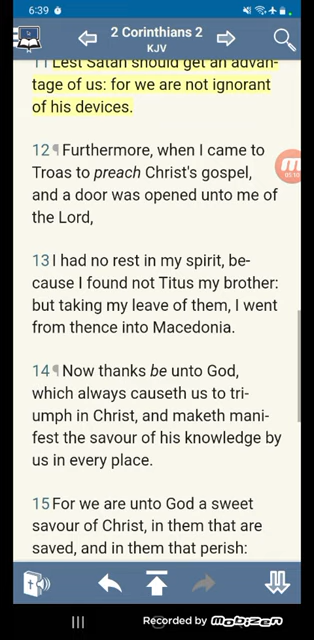 6:39
2 Corinthians 2
KJV
11 Lest Satan should get an advan-
tage of us: for we are not ignorant
of his devices.
12 ¶ Furthermore, when I came to
Troas to preach Christ's gospel,
and a door was opened unto me of
the Lord,
13 I had no rest in my spirit, be-
cause I found not Titus my brother:
but taking my leave of them, I went
from thence into Macedonia.
14 ¶ Now thanks be unto God,
which always causeth us to tri-
umph in Christ, and maketh mani-
fest the savour of his knowledge by
us in every place.
15 For we are unto God a sweet
savour of Christ, in them that are
saved, and in them that perish:
Recorded by Mobizen